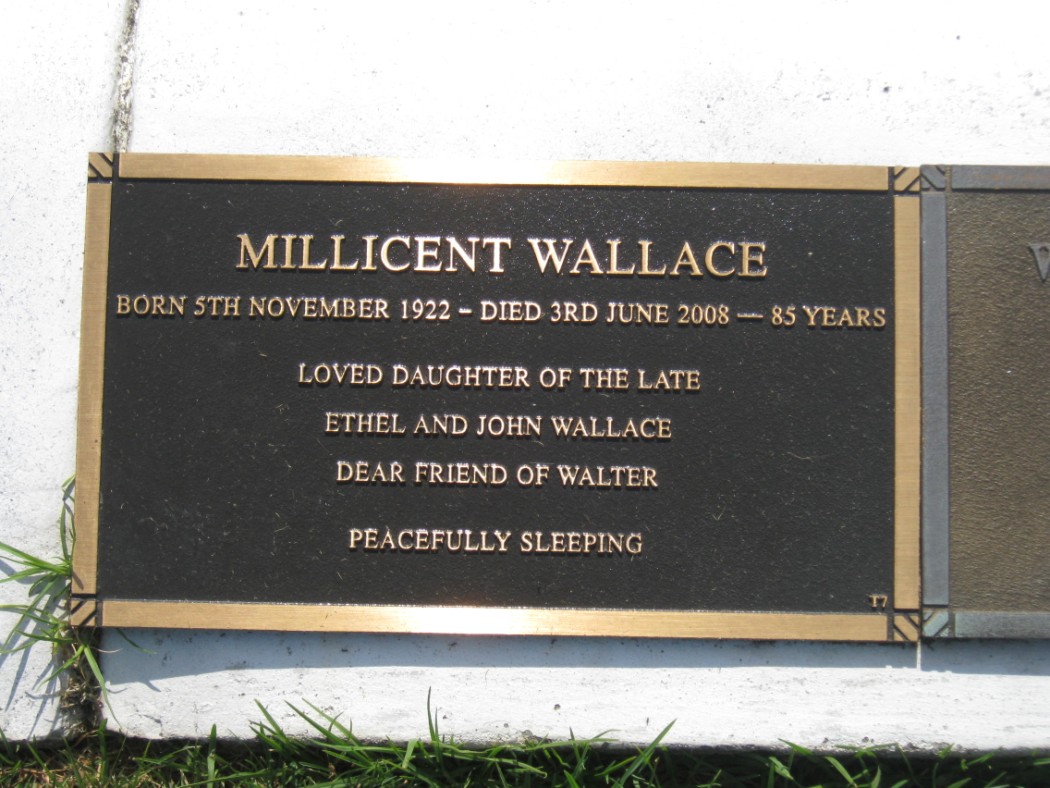 MILLICENT WALLACE
BORN 5TH NOVEMBER 1922 – DIED 3RD JUNE 2008 — 85 YEARS
LOVED DAUGHTER OF THE LATE
ETHEL AND JOHN WALLACE
DEAR FRIEND OF WALTER
PEACEFULLY SLEEPING
17